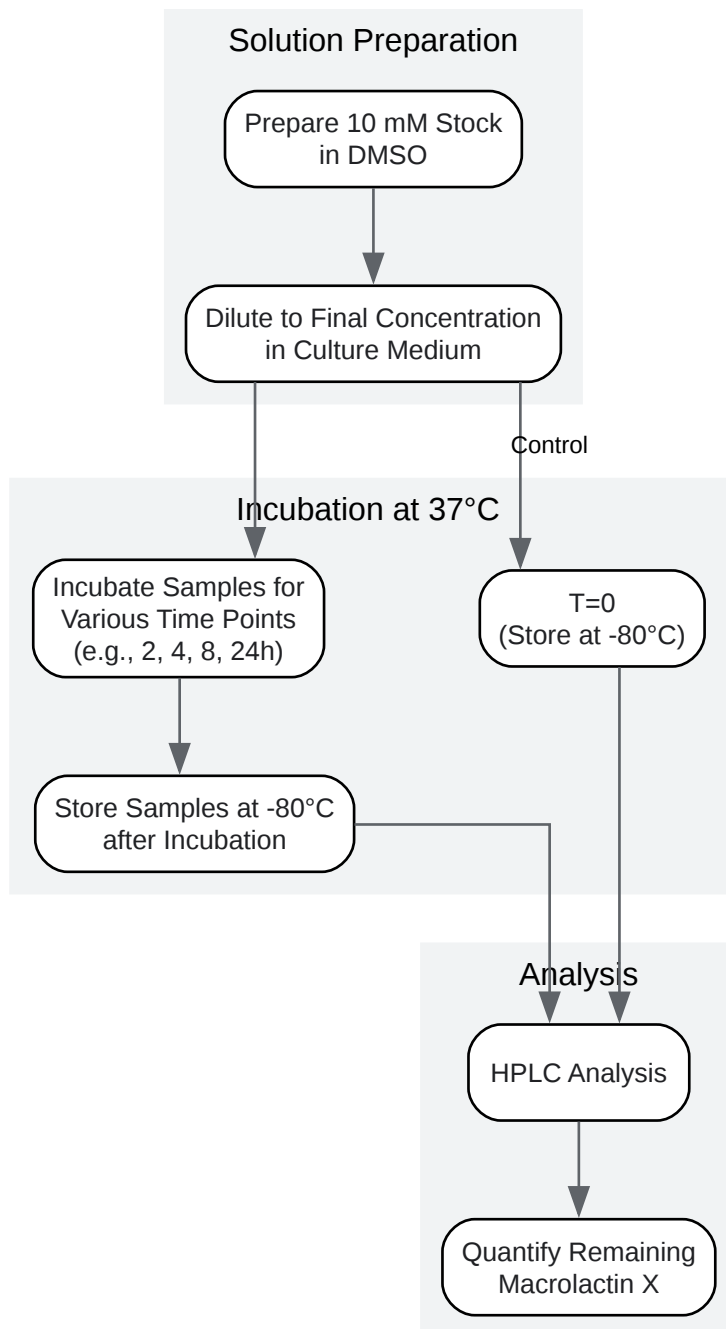 Solution Preparation
Prepare 10 mM Stock
in DMSO
Dilute to Final Concentration
in Culture Medium
Control
Incubation at 37°C
Incubate Samples for
Various Time Points
(e.g., 2, 4, 8, 24h)
T=0
(Store at -80°C)
Store Samples at -80°C
after Incubation
Analysis
HPLC Analysis
Quantify Remaining
Macrolactin X